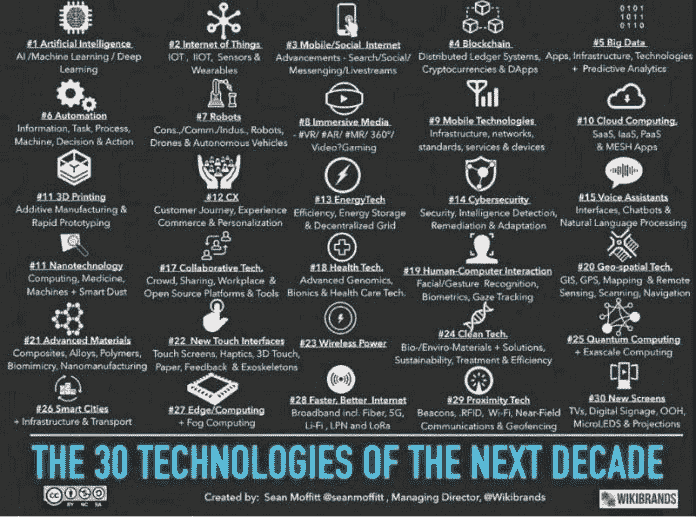 0101
1011
0110
#1 Artificial Intelligence
AI /Machine Learning / Deep
Learning
#2 Internet of Things
IOT , IIOT, Sensors &
Wearables
#3 Mobile/Social Internet
Advancements - Search/Social/
Messenging/Livestreams
#4 Blockchain
Distributed Ledger Systems,
Cryptocurrencies & DApps
#5 Big Data
Apps, Infrastructure, Technologies
+ Predictive Analytics
#6 Automation
Information, Task, Process,
Machine, Decision & Action
#7 Robots
Cons../Comm./Indus., Robots,
Drones & Autonomous Vehicles
#8 Immersive Media
- #VR/ #AR/ #MR/ 360°/
Video?Gaming
#9 Mobile Technologies
Infrastructure, networks,
standards, services & devices
#10 Cloud Computing,
SaaS, IaaS, PaaS
& MESH Apps
#11 3D Printing
Additive Manufacturing &
Rapid Prototyping
#12 CX
Customer Journey, Experience
Commerce & Personalization
#13 EnergyTech
Efficiency, Energy Storage
& Decentralized Grid
#14 Cybersecurity
Security, Intelligence Detection,
Remediation & Adaptation
#15 Voice Assistants
Interfaces, Chatbots &
Natural Language Processing
#11 Nanotechnology
Computing, Medicine,
Machines + Smart Dust
#17 Collaborative Tech.
Crowd, Sharing, Workplace &
Open Source Platforms & Tools
#18 Health Tech.
Advanced Genomics,
Bionics & Health Care Tech.
#19 Human-Computer Interaction
Facial/Gesture Recognition,
Biometrics, Gaze Tracking
#20 Geo-spatial Tech.
GIS, GPS, Mapping & Remote
Sensing, Scanning, Navigation
#21 Advanced Materials
Composites, Alloys, Polymers,
Biomimicry, Nanomanufacturing
#22 New Touch Interfaces
Touch Screens, Haptics, 3D Touch,
Paper, Feedback & Exoskeletons
#23 Wireless Power
#24 Clean Tech.
Bio-/Enviro-Materials + Solutions,
Sustainability, Treatment & Efficiency
#25 Quantum Computing
+ Exascale Computing
#26 Smart Cities
+ Infrastructure & Transport
#27 Edge/Computing
+ Fog Computing
#28 Faster, Better Internet
Broadband incl. Fiber, 5G,
Li-Fi , LPN and LoRa
#29 Proximity Tech
Beacons, .RFID, Wi-Fi, Near-Field
Communications & Geofencing
#30 New Screens
TVs, Digital Signage, OOH,
MicroLEDS & Projections
THE 30 TECHNOLOGIES OF THE NEXT DECADE
cc
BY NC SA
Created by: Sean Moffitt @seanmoffitt , Managing Director, @Wikibrands
WIKIBRANDS